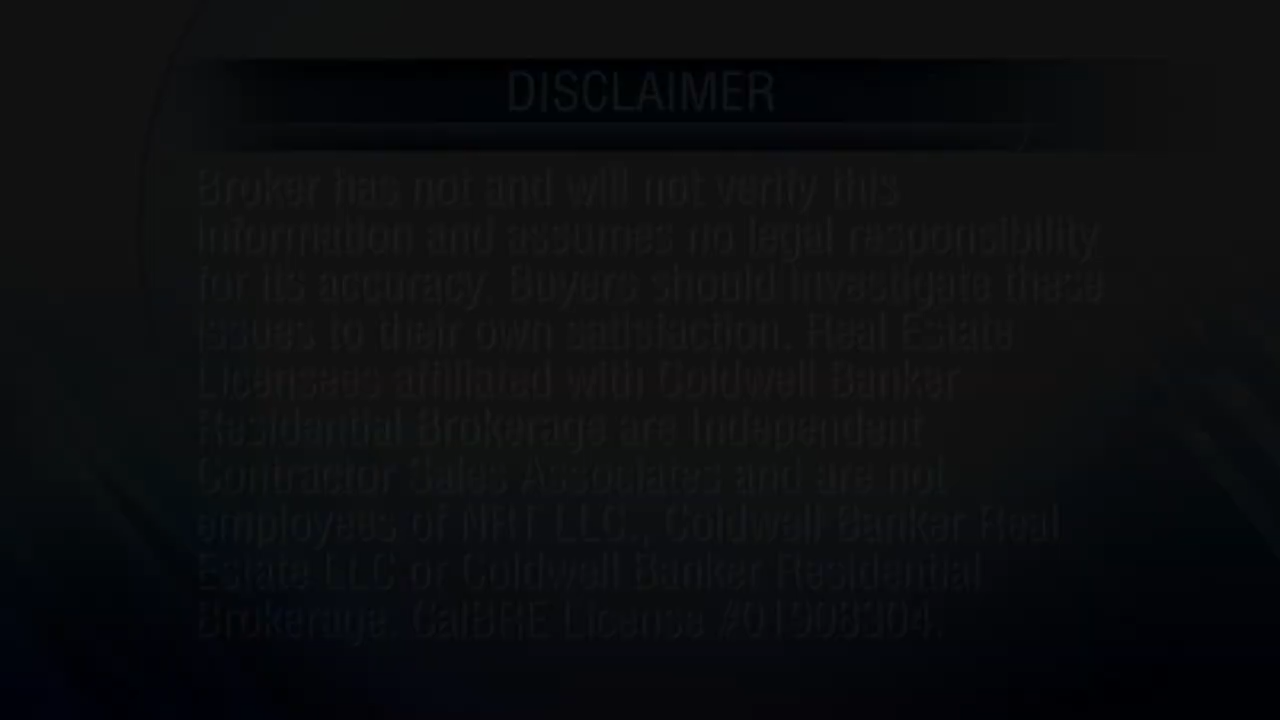 DISCLAIMER
Broker has not and will not verify this
information and assumes no legal responsibility
for its accuracy. Buyers should investigate these
issues to their own satisfaction. Real Estate
Licensees affiliated with Coldwell Banker
Residential Brokerage are Independent
Contractor Sales Associates and are not
employees of NRT LLC., Coldwell Banker Real
Estate LLC or Coldwell Banker Residential
Brokerage. CalBRE License #01908304.